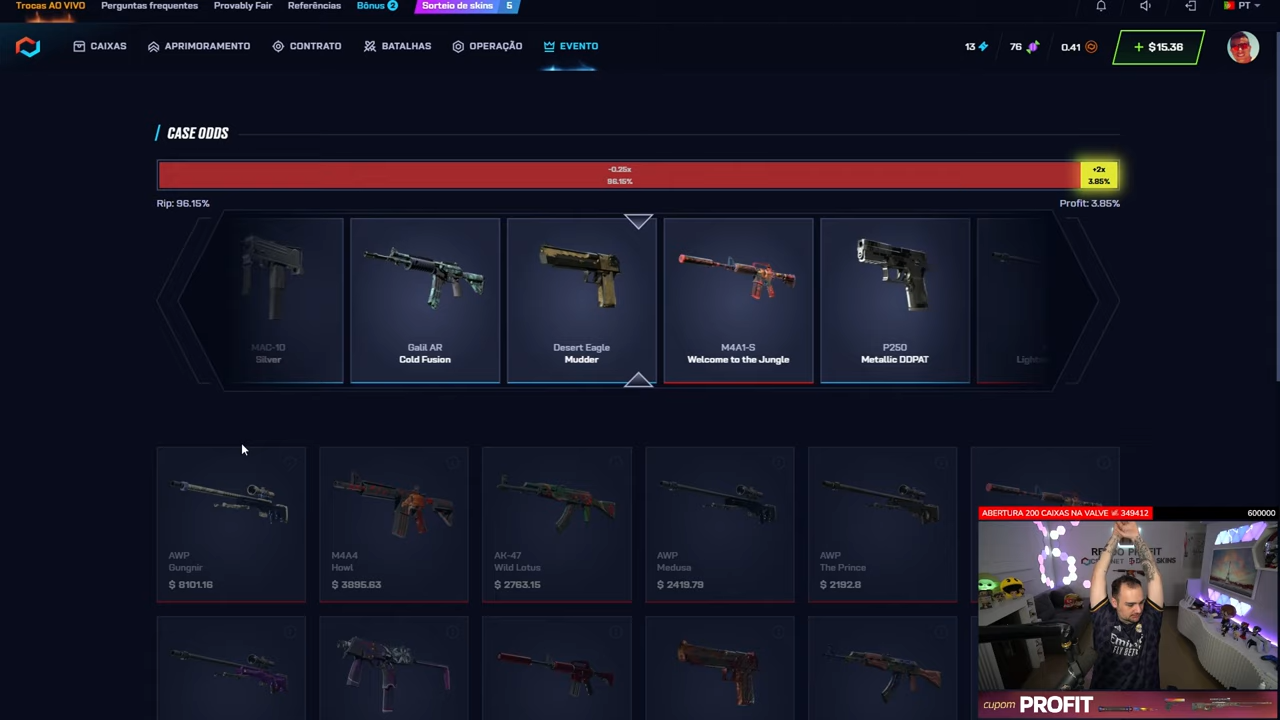 Trocas AO VIVO Perguntas frequentes Provably Fair Referências Bônus 2 Sorteio de skins 5 PT
CAIXAS APRIMORAMENTO CONTRATO BATALHAS OPERAÇÃO EVENTO 13 76 0.41 + $15.36
CASE ODDS
-0.25x
96.15%
+2x
3.85%
Rip: 96.15% Profit: 3.85%
MAC-10
Silver
Galil AR
Cold Fusion
Desert Eagle
Mudder
M4A1-S
Welcome to the Jungle
P250
Metallic DDPAT
AWP
Gungnir
$ 8101.16
M4A4
Howl
$ 3895.63
AK-47
Wild Lotus
$ 2763.15
AWP
Medusa
$ 2419.79
AWP
The Prince
$ 2192.8
ABERTURA 200 CAIXAS NA VALVE 349412 600000
cupom PROFIT